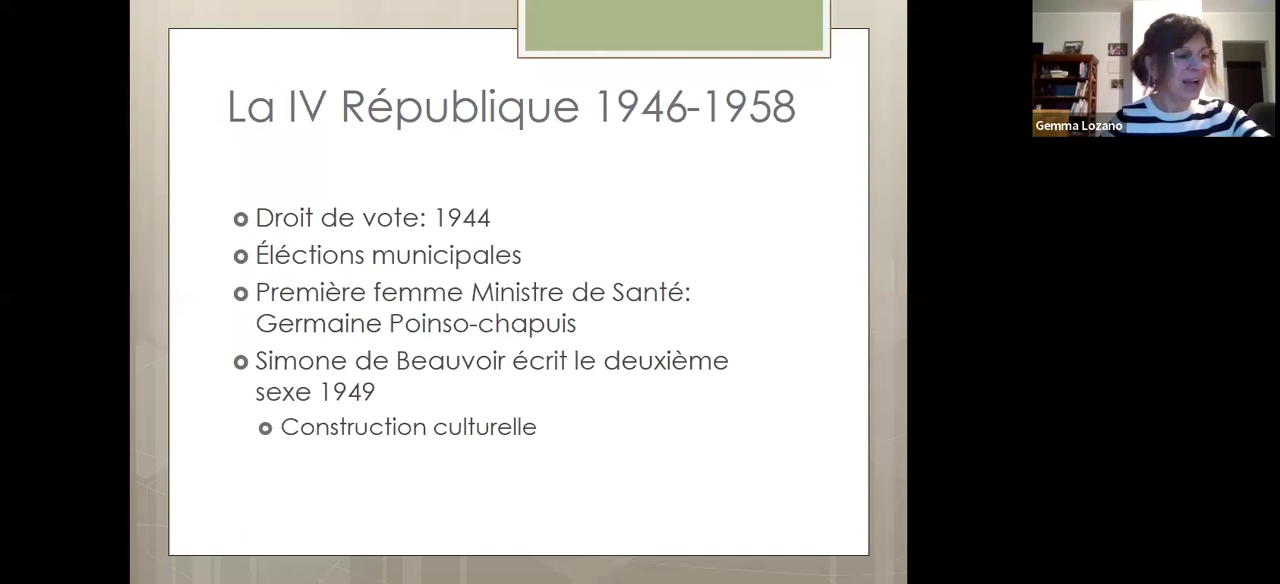 La IV République 1946-1958
Droit de vote: 1944
Éléctions municipales
Première femme Ministre de Santé:
Germaine Poinso-chapuis
Simone de Beauvoir écrit le deuxième
sexe 1949
Construction culturelle
Gemma Lozano